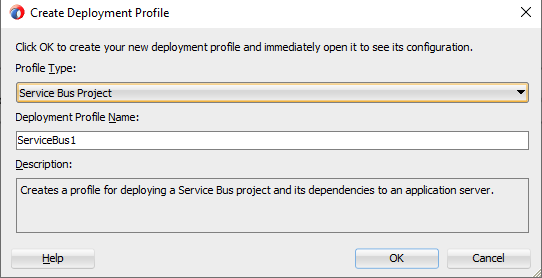 Create Deployment Profile
Click OK to create your new deployment profile and immediately open it to see its configuration.
Profile Type:
Service Bus Project
Deployment Profile Name:
ServiceBus1
Description:
Creates a profile for deploying a Service Bus project and its dependencies to an application server.
Help
OK
Cancel